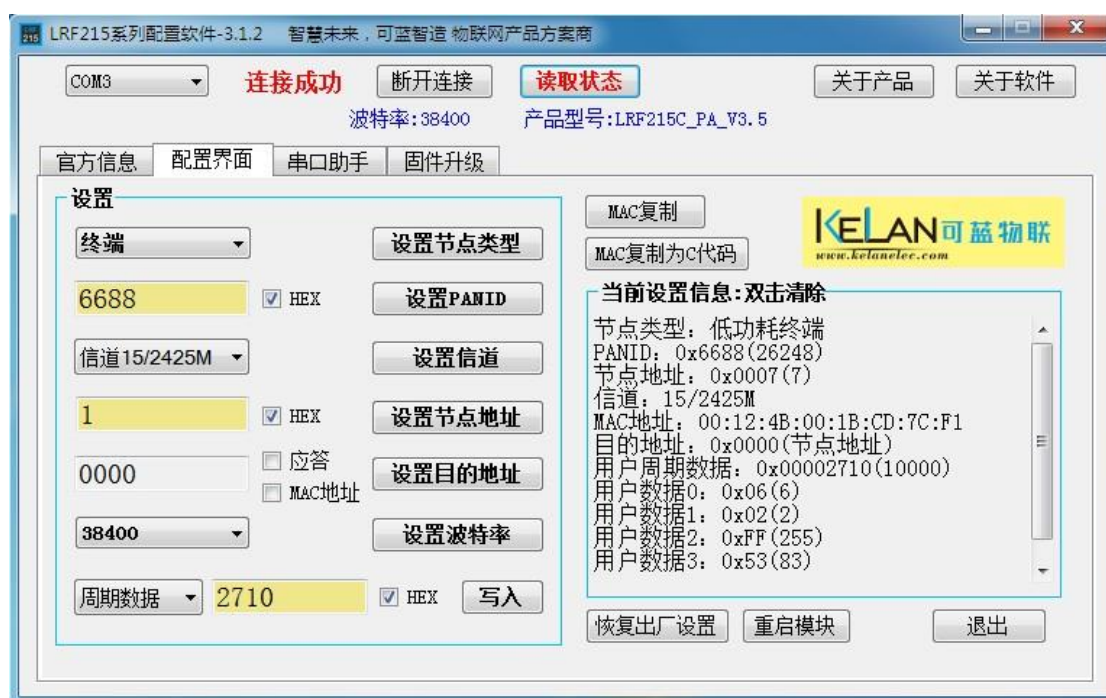 LRF215系列配置软件-3.1.2 智慧未来，可蓝智造 物联网产品方案商
COM3 连接成功 断开连接 读取状态 关于产品 关于软件
波特率:38400 产品型号:LRF215C_PA_V3.5
官方信息 配置界面 串口助手 固件升级
设置
终端 设置节点类型
6688 HEX 设置PANID
信道15/2425M 设置信道
1 HEX 设置节点地址
0000 应答 MAC地址 设置目的地址
38400 设置波特率
周期数据 2710 HEX 写入
MAC复制
MAC复制为C代码
KELAN可蓝物联
www.kelanelec.com
当前设置信息:双击清除
节点类型: 低功耗终端
PANID: 0x6688(26248)
节点地址: 0x0007(7)
信道: 15/2425M
MAC地址: 00:12:4B:00:1B:CD:7C:F1
目的地址: 0x0000(节点地址)
用户周期数据: 0x00002710(10000)
用户数据0: 0x06(6)
用户数据1: 0x02(2)
用户数据2: 0xFF(255)
用户数据3: 0x53(83)
恢复出厂设置 重启模块 退出